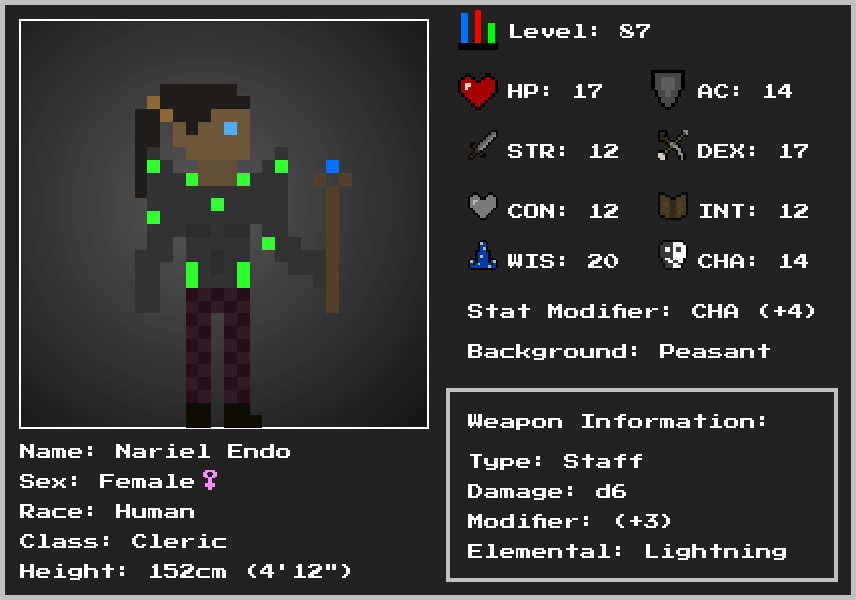 Level: 87
HP: 17 AC: 14
STR: 12 DEX: 17
CON: 12 INT: 12
WIS: 20 CHA: 14
Stat Modifier: CHA (+4)
Background: Peasant
Weapon Information:
Type: Staff
Damage: d6
Modifier: (+3)
Elemental: Lightning
Name: Nariel Endo
Sex: Female♀
Race: Human
Class: Cleric
Height: 152cm (4'12")